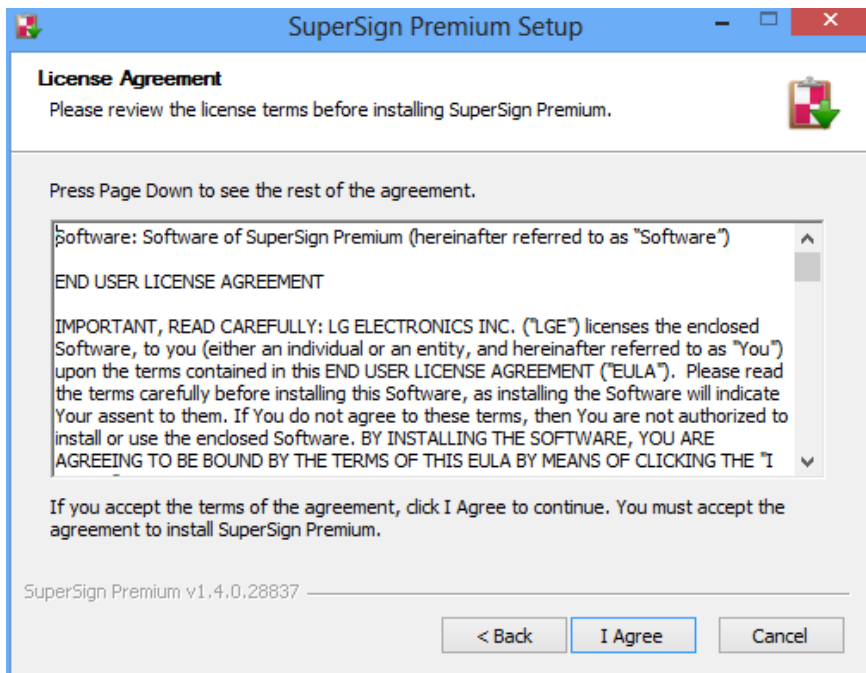 SuperSign Premium Setup
License Agreement
Please review the license terms before installing SuperSign Premium.
Press Page Down to see the rest of the agreement.
Software: Software of SuperSign Premium (hereinafter referred to as “Software”)
END USER LICENSE AGREEMENT
IMPORTANT, READ CAREFULLY: LG ELECTRONICS INC. ("LGE") licenses the enclosed
Software, to you (either an individual or an entity, and hereinafter referred to as "You")
upon the terms contained in this END USER LICENSE AGREEMENT ("EULA").  Please read
the terms carefully before installing this Software, as installing the Software will indicate
Your assent to them. If You do not agree to these terms, then You are not authorized to
install or use the enclosed Software. BY INSTALLING THE SOFTWARE, YOU ARE
AGREEING TO BE BOUND BY THE TERMS OF THIS EULA BY MEANS OF CLICKING THE "I
If you accept the terms of the agreement, click I Agree to continue. You must accept the
agreement to install SuperSign Premium.
SuperSign Premium v1.4.0.28837
< Back
I Agree
Cancel